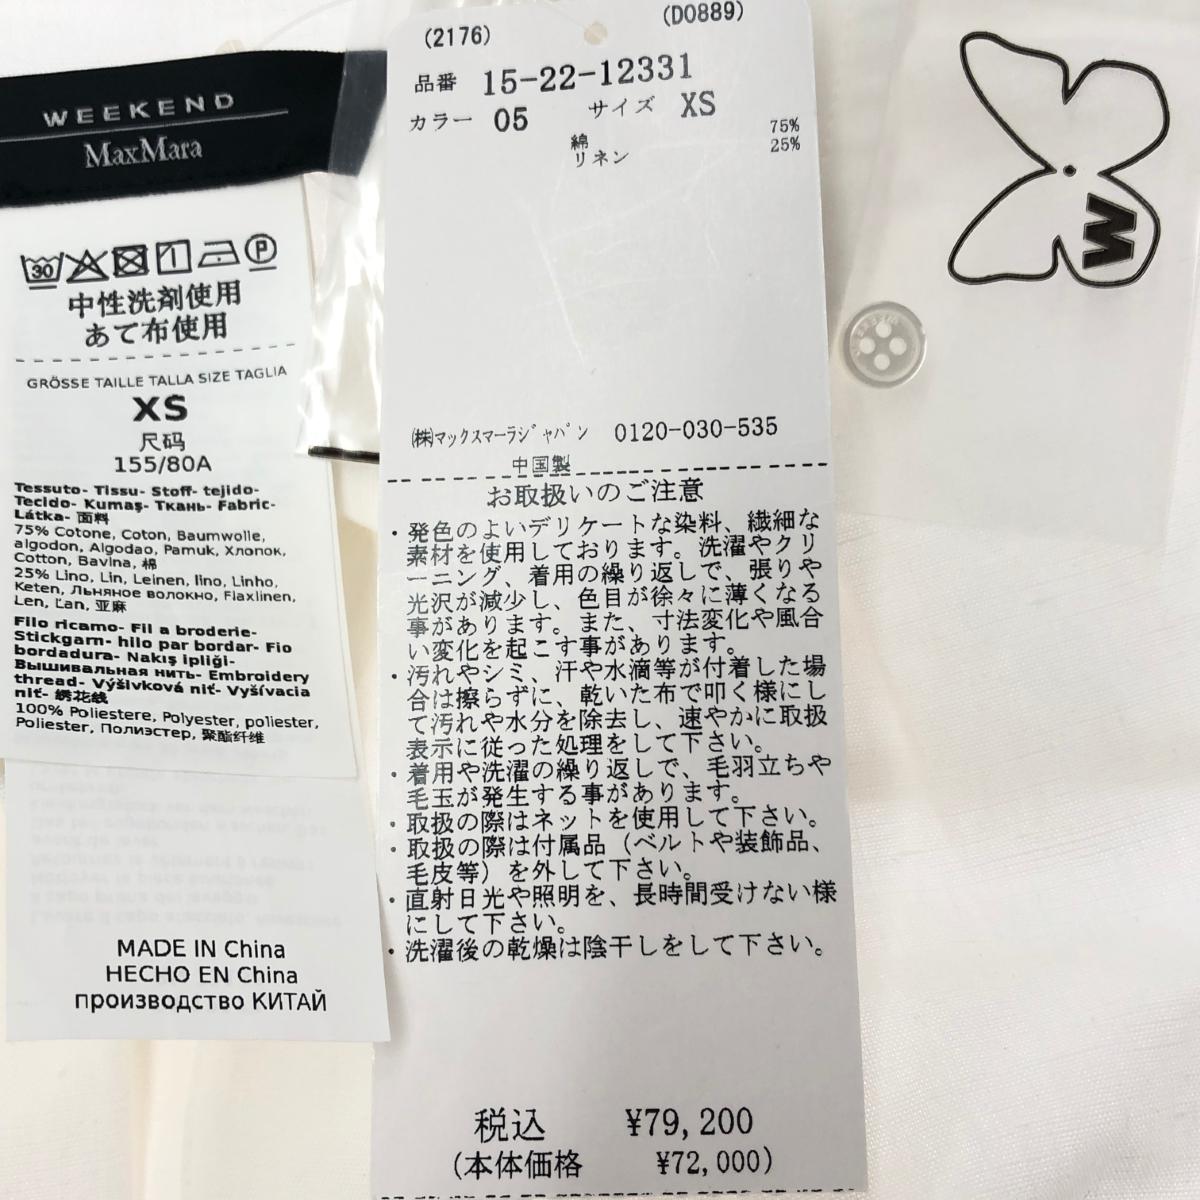 WEEKEND
MaxMara
30
P
中性洗剤使用
あて布使用
GRÖSSE TAILLE TALLA SIZE TAGLIA
XS
尺码
155/80A
Tessuto- Tissu- Stoff- tejido-
Tecido- Kumaş- Ткань- Fabric-
Látka- 面料
75% Cotone, Coton, Baumwolle,
algodon, Algodao, Pamuk, Хлопок,
Cotton, Bavina, 棉
25% Lino, Lin, Leinen, lino, Linho,
Keten, Льняное волокно, Flaxlinen,
Len, Ľan, 亚麻
Filo ricamo- Fil a broderie-
Stickgarn- hilo par bordar- Fio
bordadura- Nakış ipliği-
Вышивальная нить- Embroidery
thread- Výšivková niť- Vyšívacia
niť- 绣花线
100% Poliestere, Polyester, poliester,
Poliester, Полиэстер, 聚酯纤维
MADE IN China
HECHO EN China
производство КИТАЙ
(2176)
(D0889)
品番 15-22-12331
カラー 05 サイズ XS
綿 75%
リネン 25%
㈱マックスマーラジャパン 0120-030-535
中国製
お取扱いのご注意
・発色のよいデリケートな染料、繊細な
素材を使用しております。洗濯やクリ
ーニング、着用の繰り返しで、張りや
光沢が減少し、色目が徐々に薄くなる
事があります。また、寸法変化や風合
い変化を起こす事があります。
・汚れやシミ、汗や水滴等が付着した場
合は擦らずに、乾いた布で叩く様にし
て汚れや水分を除去し、速やかに取扱
表示に従った処理をして下さい。
・着用や洗濯の繰り返しで、毛羽立ちや
毛玉が発生する事があります。
・取扱の際はネットを使用して下さい。
・取扱の際は付属品(ベルトや装飾品、
毛皮等)を外して下さい。
・直射日光や照明を、長時間受けない様
にして下さい。
・洗濯後の乾燥は陰干しをして下さい。
税込 ¥79,200
(本体価格 ¥72,000)
W